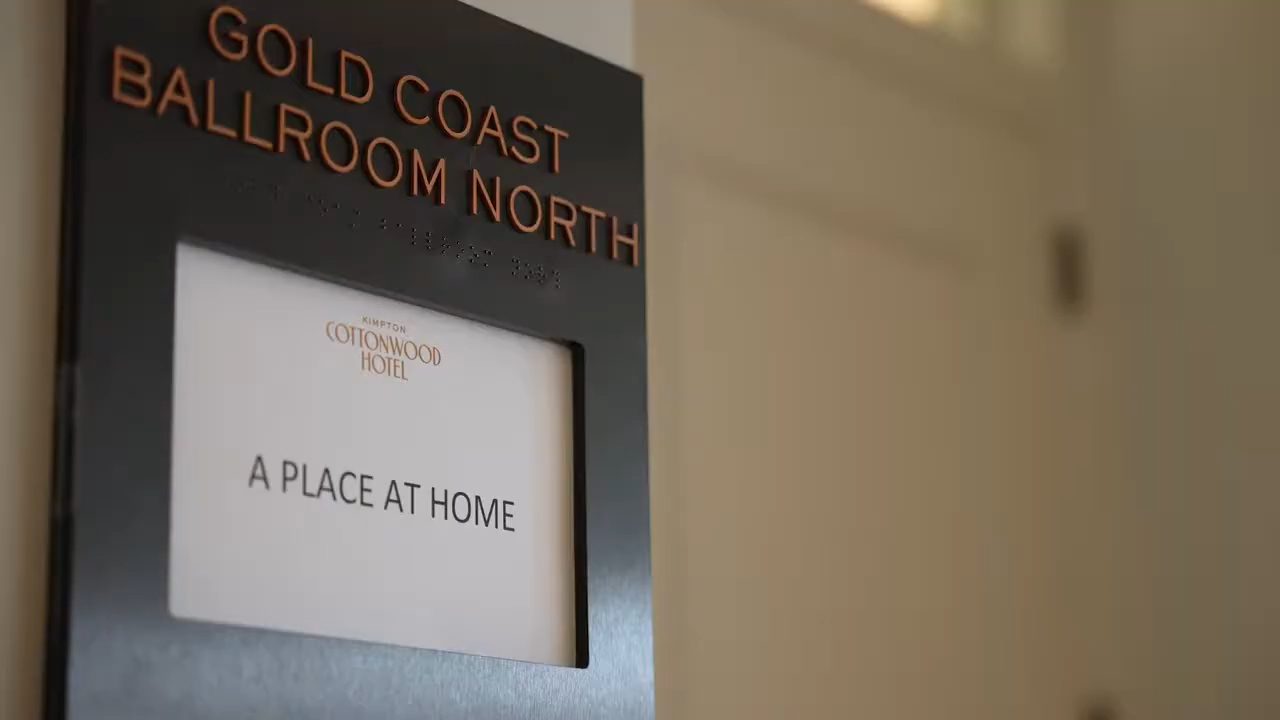 GOLD COAST
BALLROOM NORTH
KIMPTON
COTTONWOOD
HOTEL
A PLACE AT HOME